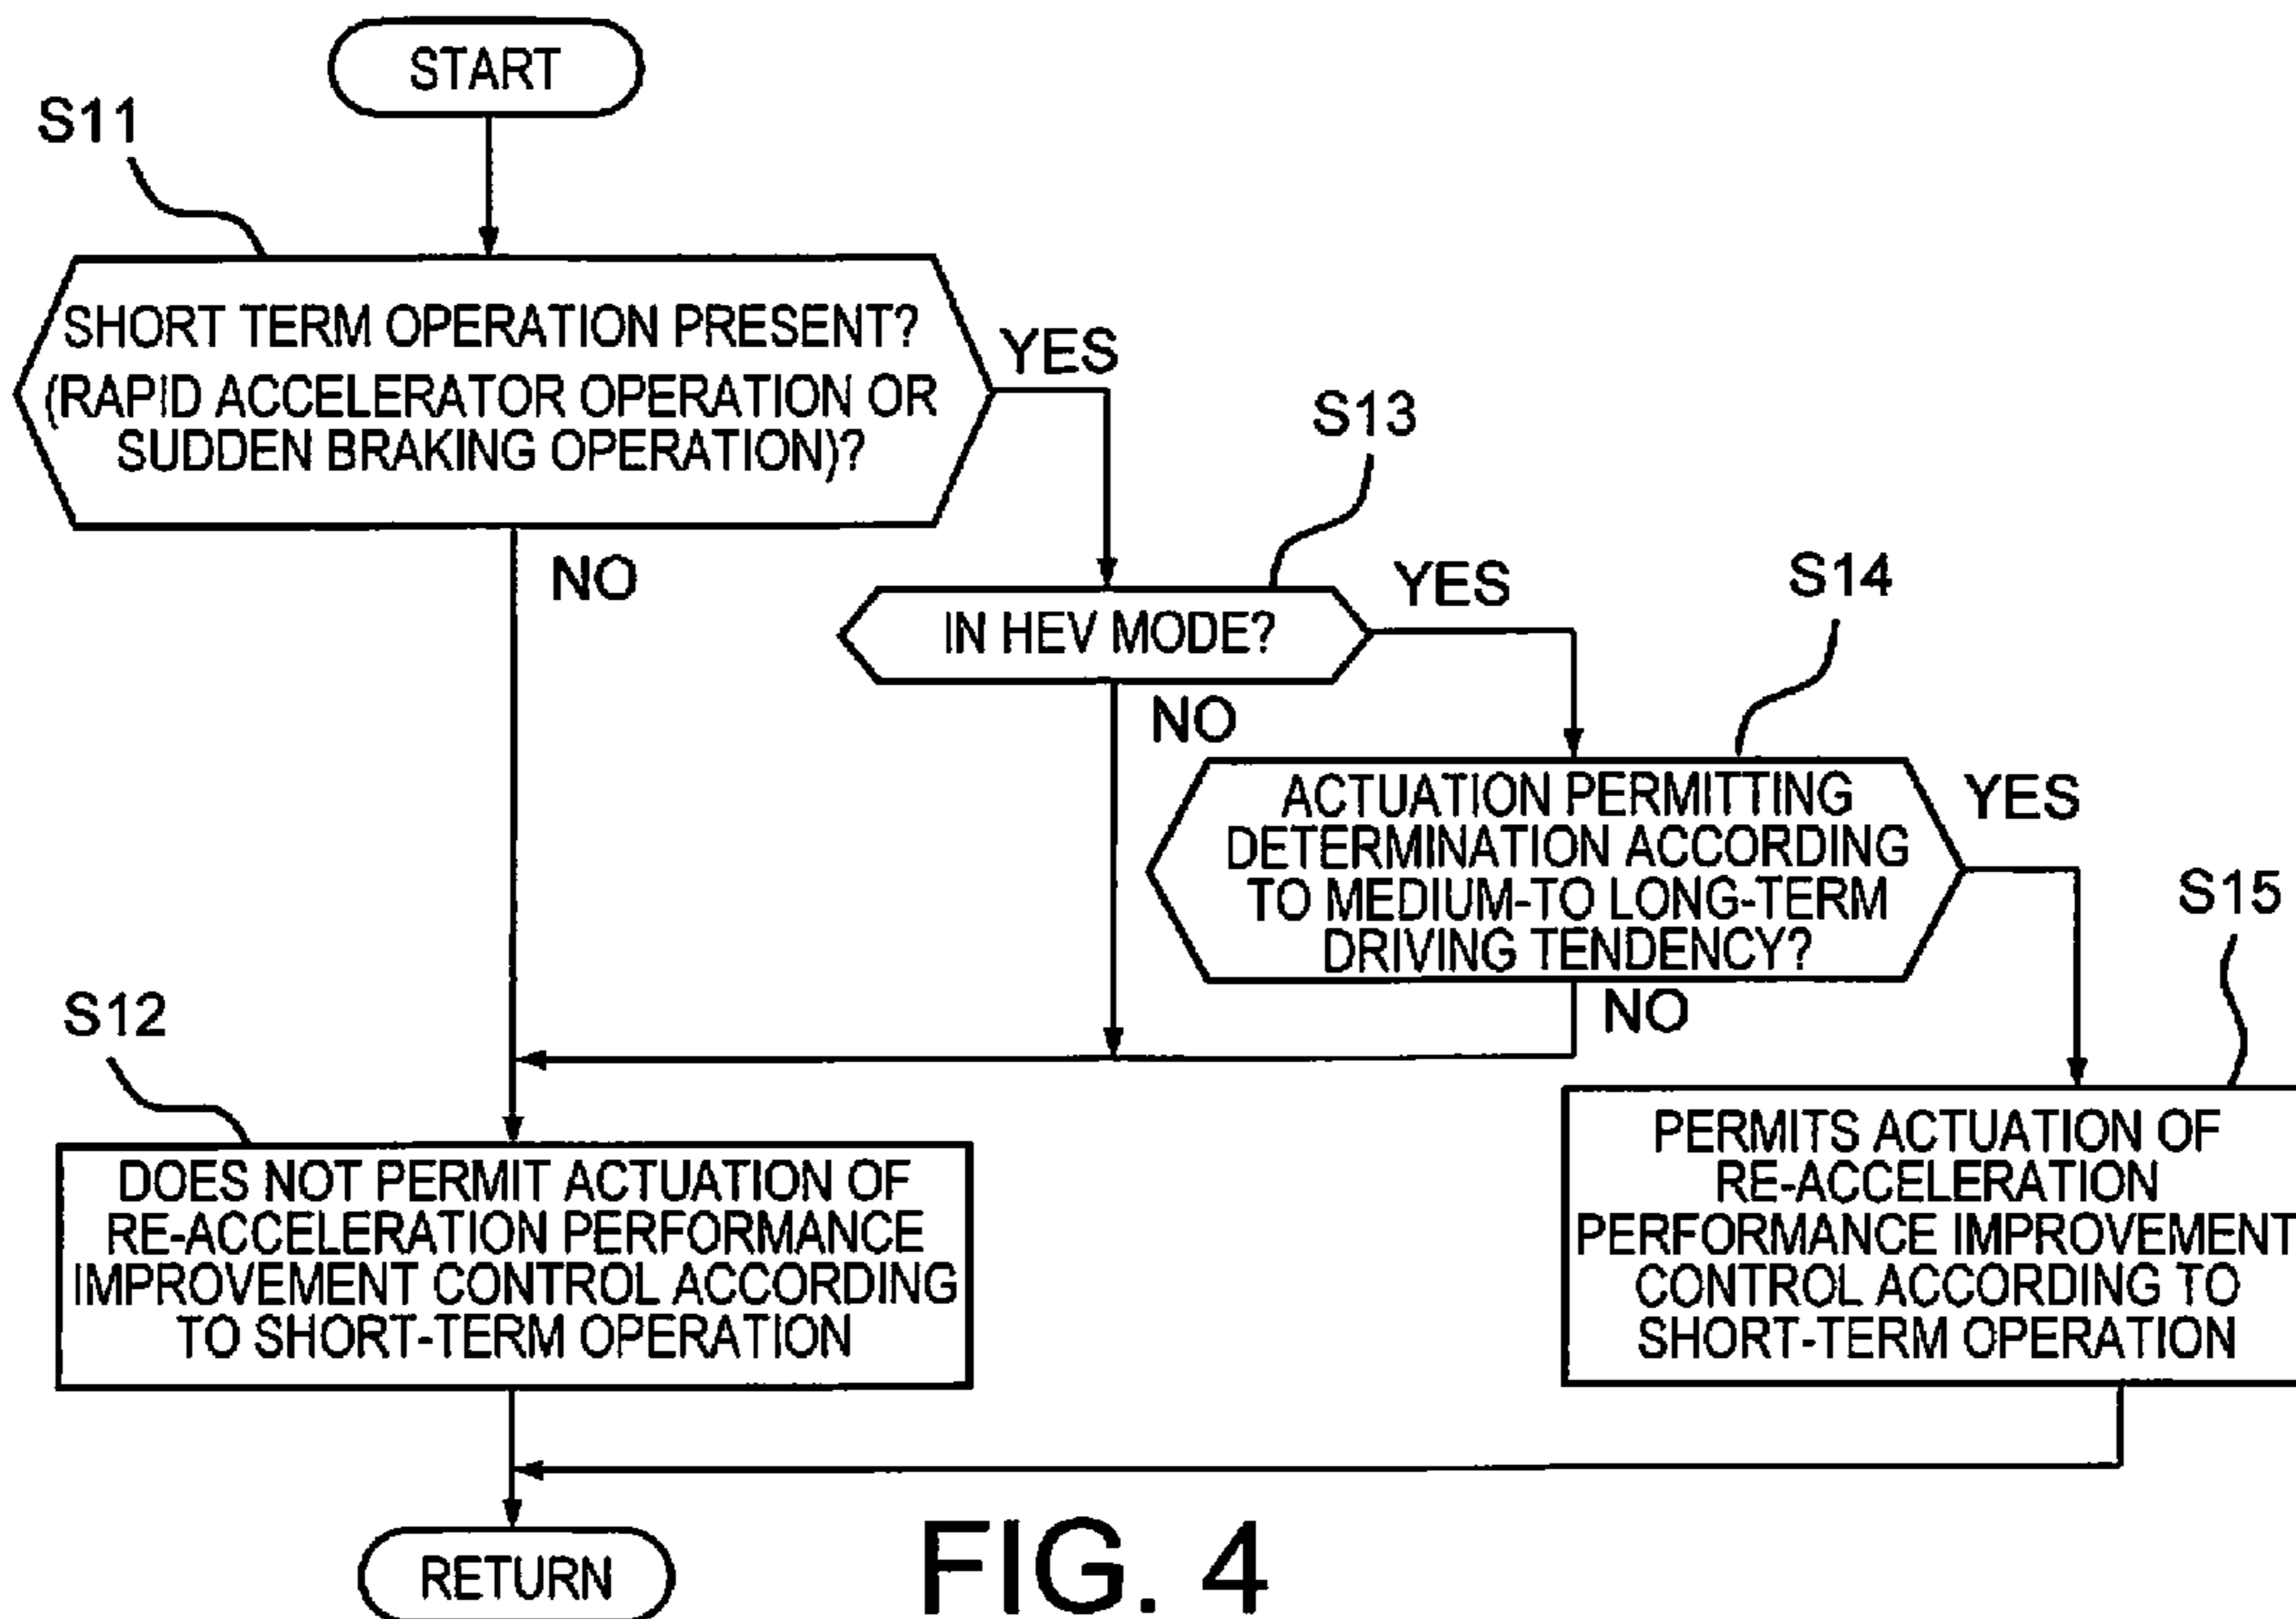 START
S11
SHORT TERM OPERATION PRESENT?
(RAPID ACCELERATOR OPERATION OR
SUDDEN BRAKING OPERATION)?
YES
NO
S13
IN HEV MODE?
YES
NO
S14
ACTUATION PERMITTING
DETERMINATION ACCORDING
TO MEDIUM-TO LONG-TERM
DRIVING TENDENCY?
YES
NO
S12
DOES NOT PERMIT ACTUATION OF
RE-ACCELERATION PERFORMANCE
IMPROVEMENT CONTROL ACCORDING
TO SHORT-TERM OPERATION
S15
PERMITS ACTUATION OF
RE-ACCELERATION
PERFORMANCE IMPROVEMENT
CONTROL ACCORDING TO
SHORT-TERM OPERATION
RETURN
FIG. 4